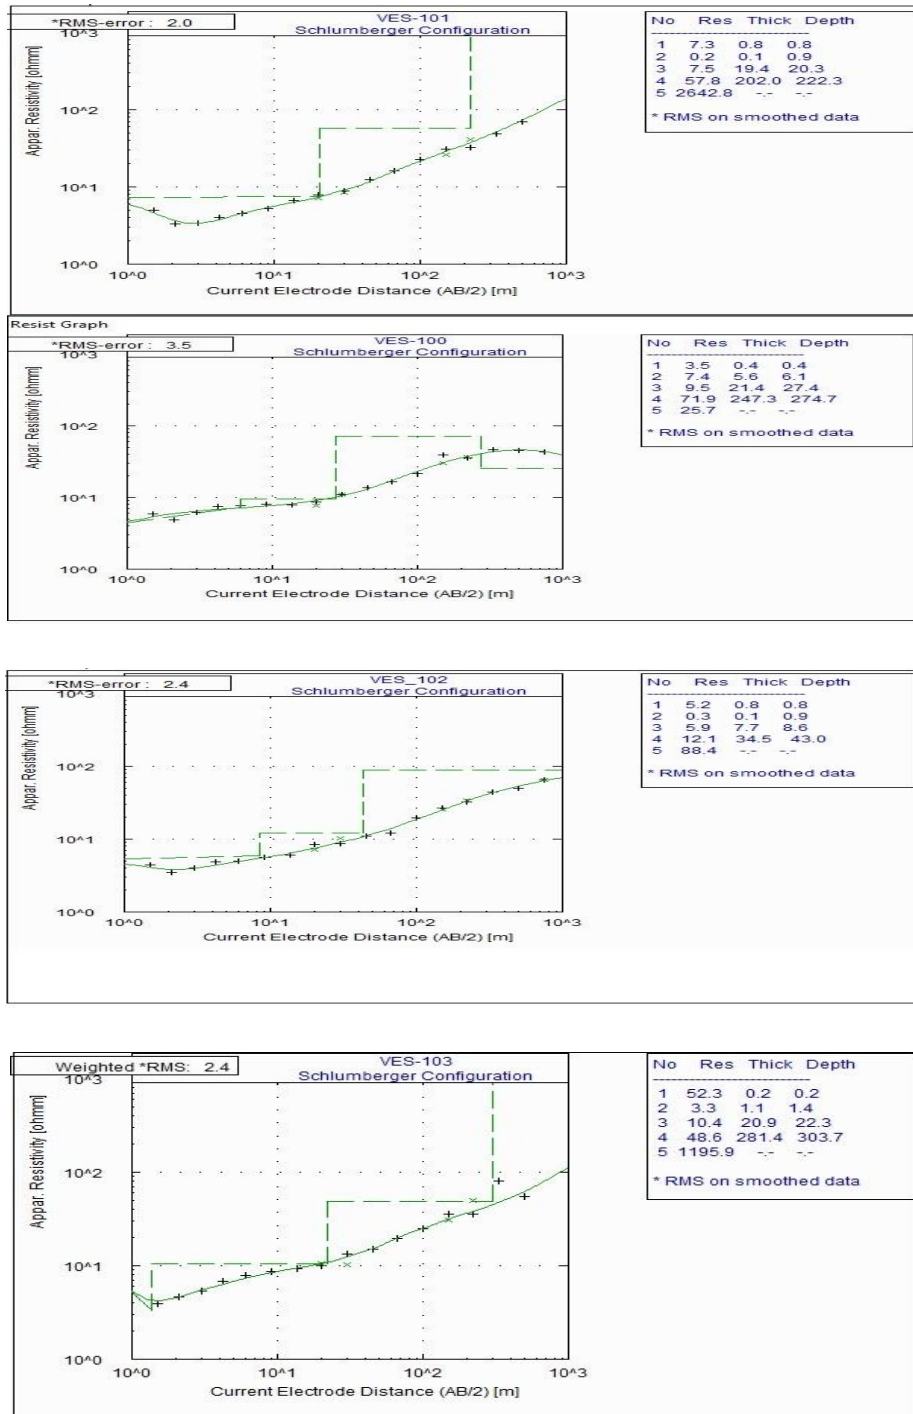 *RMS-error : 2.0
VES-101
Schlumberger Configuration
Appar. Resistivity [ohmm]
10^3
10^2
10^1
10^0
10^0 10^1 10^2 10^3
Current Electrode Distance (AB/2) [m]
No Res Thick Depth
1 7.3 0.8 0.8
2 0.2 0.1 0.9
3 7.5 19.4 20.3
4 57.8 202.0 222.3
5 2642.8 -.- -.-
* RMS on smoothed data
Resist Graph
*RMS-error : 3.5
VES-100
Schlumberger Configuration
Appar. Resistivity [ohmm]
10^3
10^2
10^1
10^0
10^0 10^1 10^2 10^3
Current Electrode Distance (AB/2) [m]
No Res Thick Depth
1 3.5 0.4 0.4
2 7.4 5.6 6.1
3 9.5 21.4 27.4
4 71.9 247.3 274.7
5 25.7 -.- -.-
* RMS on smoothed data
*RMS-error : 2.4
VES_102
Schlumberger Configuration
Appar. Resistivity [ohmm]
10^3
10^2
10^1
10^0
10^0 10^1 10^2 10^3
Current Electrode Distance (AB/2) [m]
No Res Thick Depth
1 5.2 0.8 0.8
2 0.3 0.1 0.9
3 5.9 7.7 8.6
4 12.1 34.5 43.0
5 88.4 -.- -.-
* RMS on smoothed data
Weighted *RMS: 2.4
VES-103
Schlumberger Configuration
Appar. Resistivity [ohmm]
10^3
10^2
10^1
10^0
10^0 10^1 10^2 10^3
Current Electrode Distance (AB/2) [m]
No Res Thick Depth
1 52.3 0.2 0.2
2 3.3 1.1 1.4
3 10.4 20.9 22.3
4 48.6 281.4 303.7
5 1195.9 -.- -.-
* RMS on smoothed data